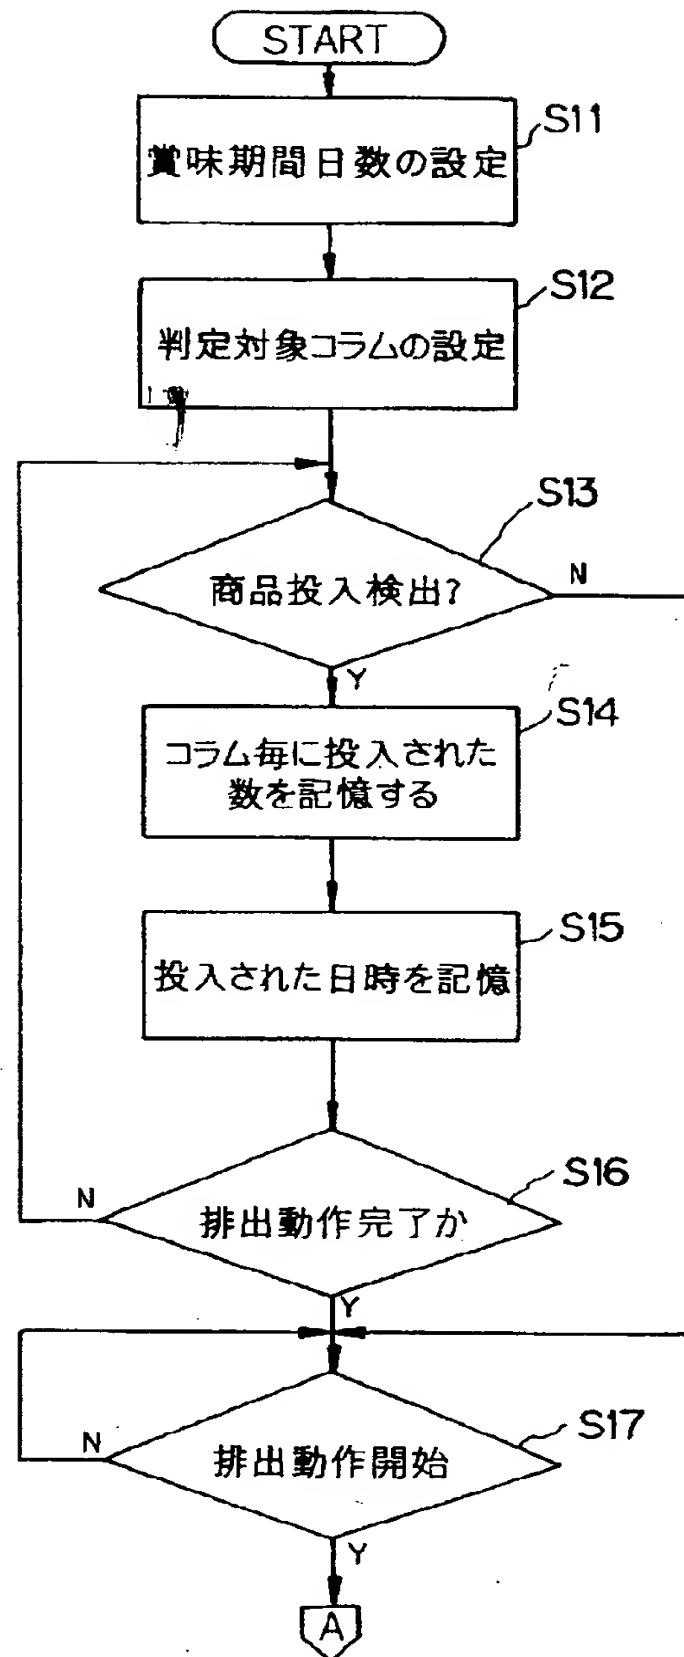 START
S11
賞味期間日数の設定
S12
判定対象コラムの設定
S13
商品投入検出?
N
Y
S14
コラム毎に投入された
数を記憶する
S15
投入された日時を記憶
S16
排出動作完了か
N
Y
S17
排出動作開始
N
Y
A